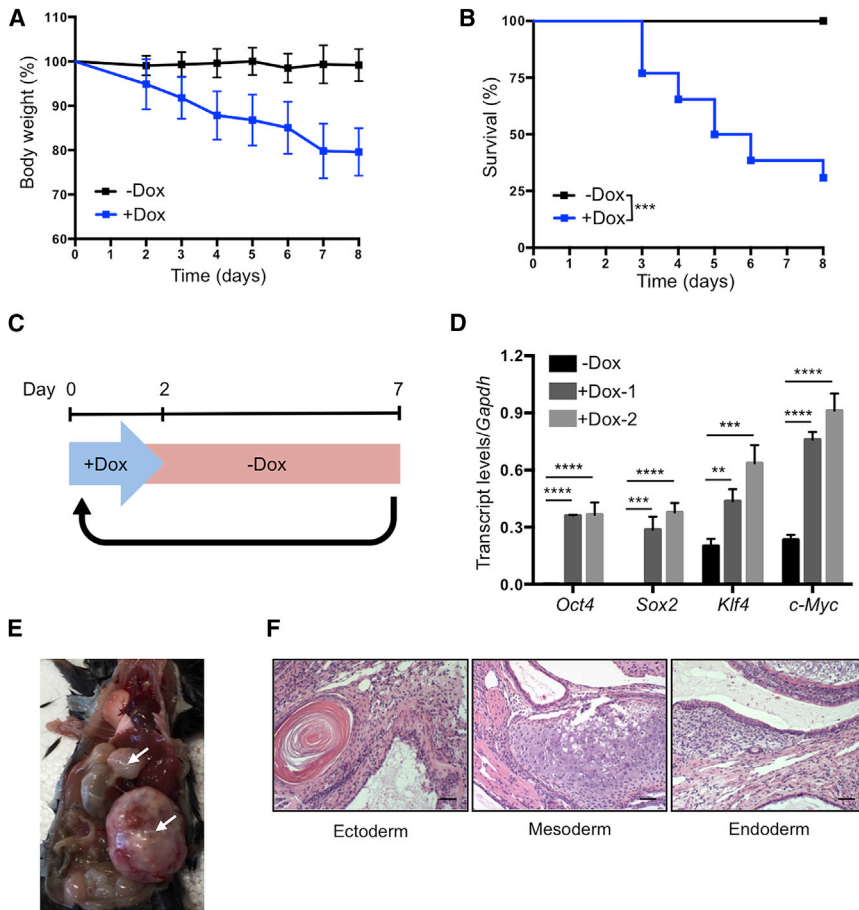 A
110
100
90
80
70
60
Body weight (%)
-Dox
+Dox
0 1 2 3 4 5 6 7 8
Time (days)
B
100
75
50
25
0
Survival (%)
-Dox
+Dox
***
0 1 2 3 4 5 6 7 8
Time (days)
C
Day 0 2 7
+Dox -Dox
D
1.2
0.9
0.6
0.3
0.0
Transcript levels/Gapdh
-Dox
+Dox-1
+Dox-2
**** **** *** ****
**** *** ** ****
Oct4 Sox2 Klf4 c-Myc
E
F
Ectoderm Mesoderm Endoderm